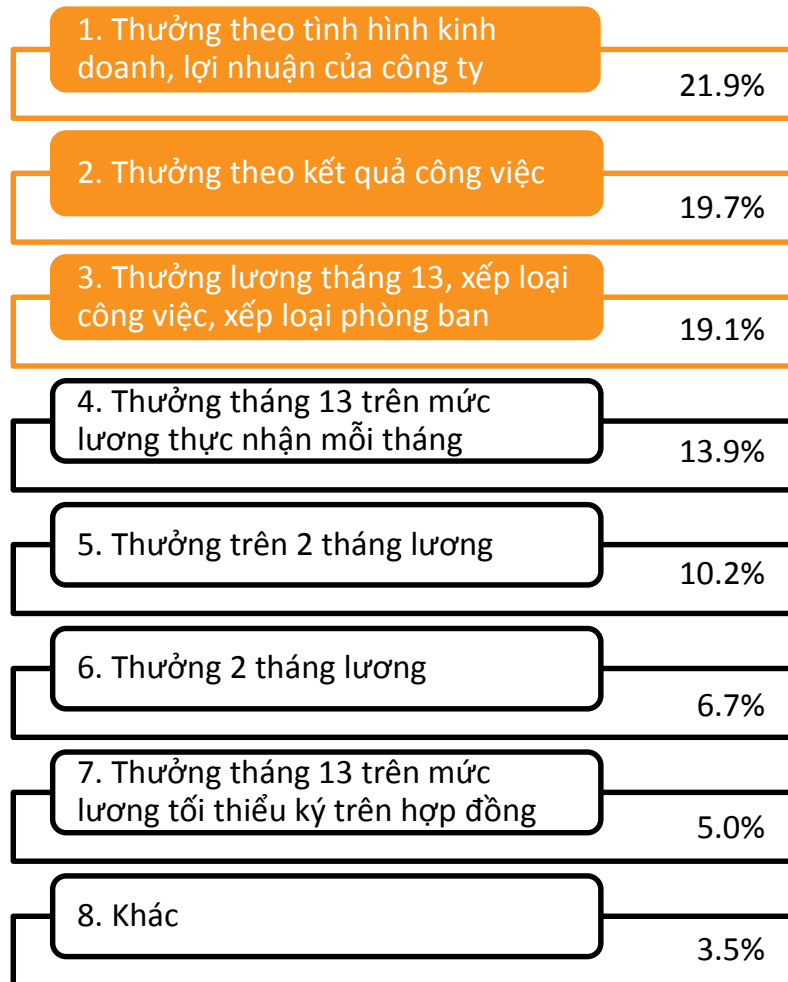 1. Thưởng theo tình hình kinh
doanh, lợi nhuận của công ty
21.9%
2. Thưởng theo kết quả công việc
19.7%
3. Thưởng lương tháng 13, xếp loại
công việc, xếp loại phòng ban
19.1%
4. Thưởng tháng 13 trên mức
lương thực nhận mỗi tháng
13.9%
5. Thưởng trên 2 tháng lương
10.2%
6. Thưởng 2 tháng lương
6.7%
7. Thưởng tháng 13 trên mức
lương tối thiểu ký trên hợp đồng
5.0%
8. Khác
3.5%